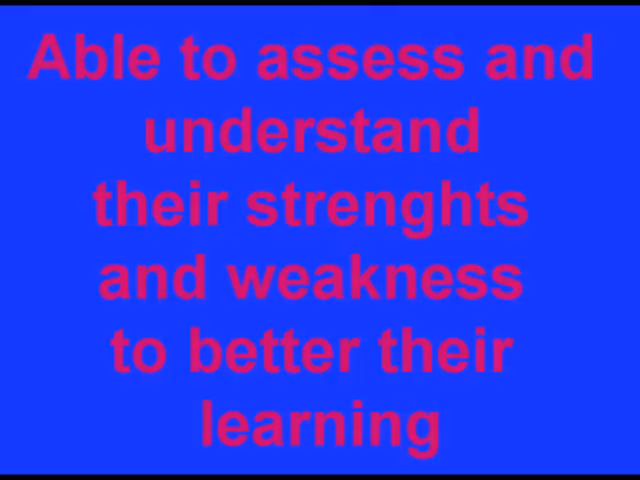 Able to assess and
understand
their strenghts
and weakness
to better their
learning